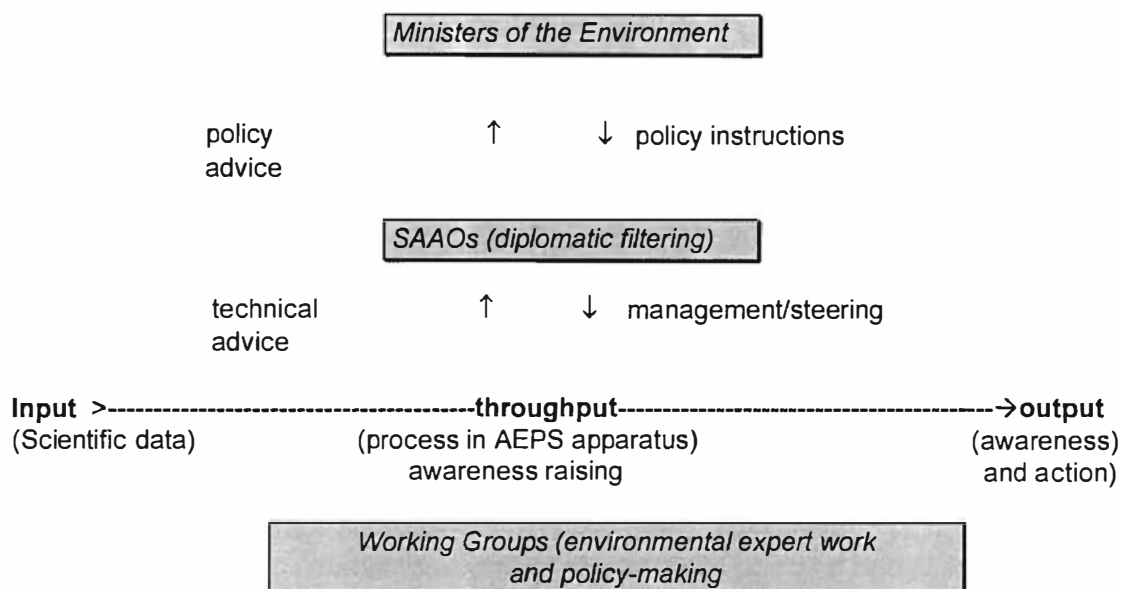 Ministers of the Environment
policy ↑ ↓ policy instructions
advice
SAAOs (diplomatic filtering)
technical ↑ ↓ management/steering
advice
Input >----------------------------------------throughput-----------------------------------------→output
(Scientific data) (process in AEPS apparatus) (awareness)
awareness raising and action)
Working Groups (environmental expert work
and policy-making